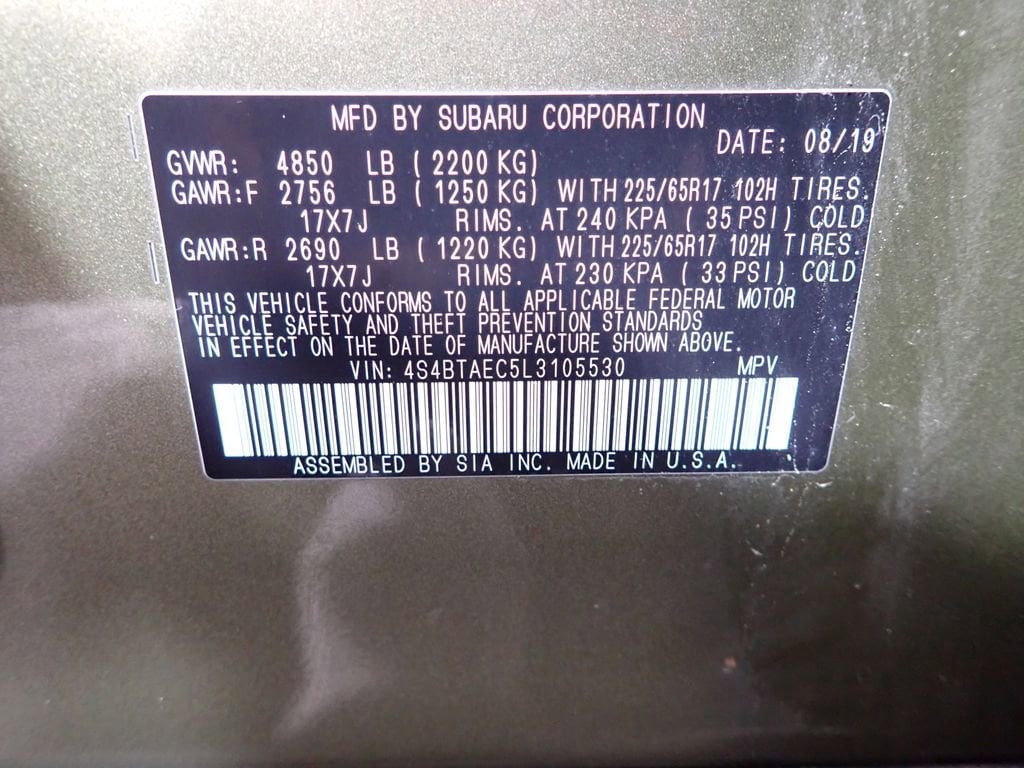 MFD BY SUBARU CORPORATION
DATE: 08/19
GVWR: 4850 LB (2200 KG)
GAWR:F 2756 LB (1250 KG) WITH 225/65R17 102H TIRES.
17X7J RIMS. AT 240 KPA (35 PSI) COLD
GAWR:R 2690 LB (1220 KG) WITH 225/65R17 102H TIRES.
17X7J RIMS. AT 230 KPA (33 PSI) COLD
THIS VEHICLE CONFORMS TO ALL APPLICABLE FEDERAL MOTOR
VEHICLE SAFETY AND THEFT PREVENTION STANDARDS
IN EFFECT ON THE DATE OF MANUFACTURE SHOWN ABOVE.
VIN: 4S4BTAEC5L3105530 MPV
ASSEMBLED BY SIA INC. MADE IN U.S.A.